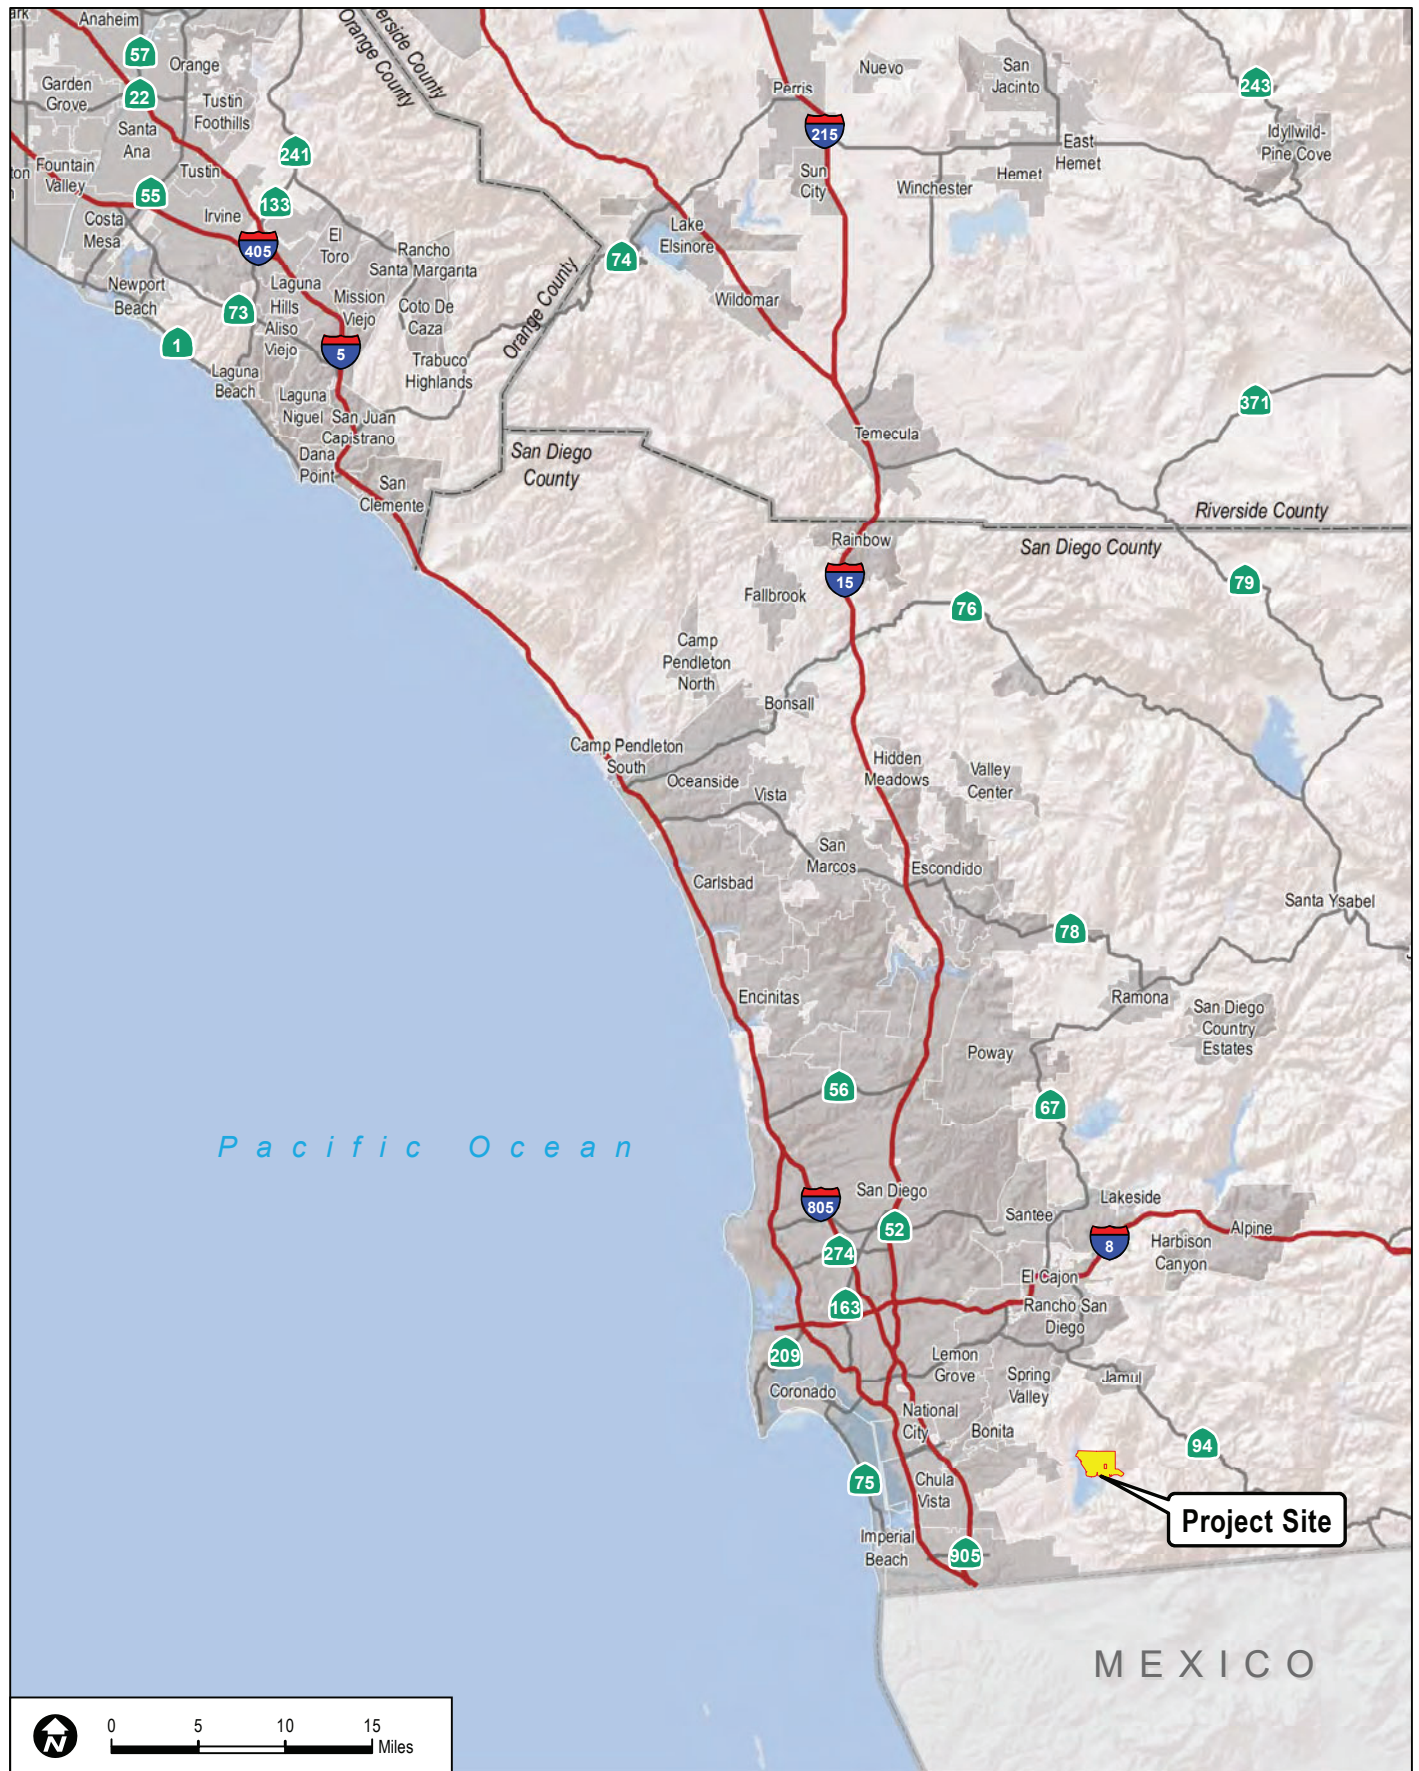 ark
Anaheim
57
Orange
Garden
Grove
22
Tustin
Foothills
Santa
Ana
241
ton
Fountain
Valley
Tustin
55
133
Costa
Mesa
Irvine
405
El
Toro
Rancho
Santa Margarita
Newport
Beach
Laguna
Hills
Mission
Viejo
Coto De
Caza
73
Aliso
Viejo
1
5
Trabuco
Highlands
Laguna
Beach
Laguna
Niguel
San Juan
Capistrano
Dana
Point
San
Clemente
erside County
Orange County
Orange County
San Diego
County
Perris
Nuevo
San
Jacinto
243
215
Idyllwild-
Pine Cove
East
Hemet
Hemet
Sun
City
Winchester
Lake
Elsinore
74
Wildomar
371
Temecula
Riverside County
San Diego County
Rainbow
15
79
Fallbrook
76
Camp
Pendleton
North
Bonsall
Camp Pendleton
South
Oceanside
Hidden
Meadows
Valley
Center
Vista
San
Marcos
Escondido
Carlsbad
Santa Ysabel
78
Encinitas
Ramona
San Diego
Country
Estates
Poway
56
67
Pacific Ocean
San Diego
805
Lakeside
Santee
52
Alpine
274
8
Harbison
Canyon
El Cajon
163
Rancho San
Diego
209
Lemon
Grove
Spring
Valley
Jamul
Coronado
National
City
Bonita
94
75
Chula
Vista
Project Site
Imperial
Beach
905
MEXICO
N
0 5 10 15
Miles